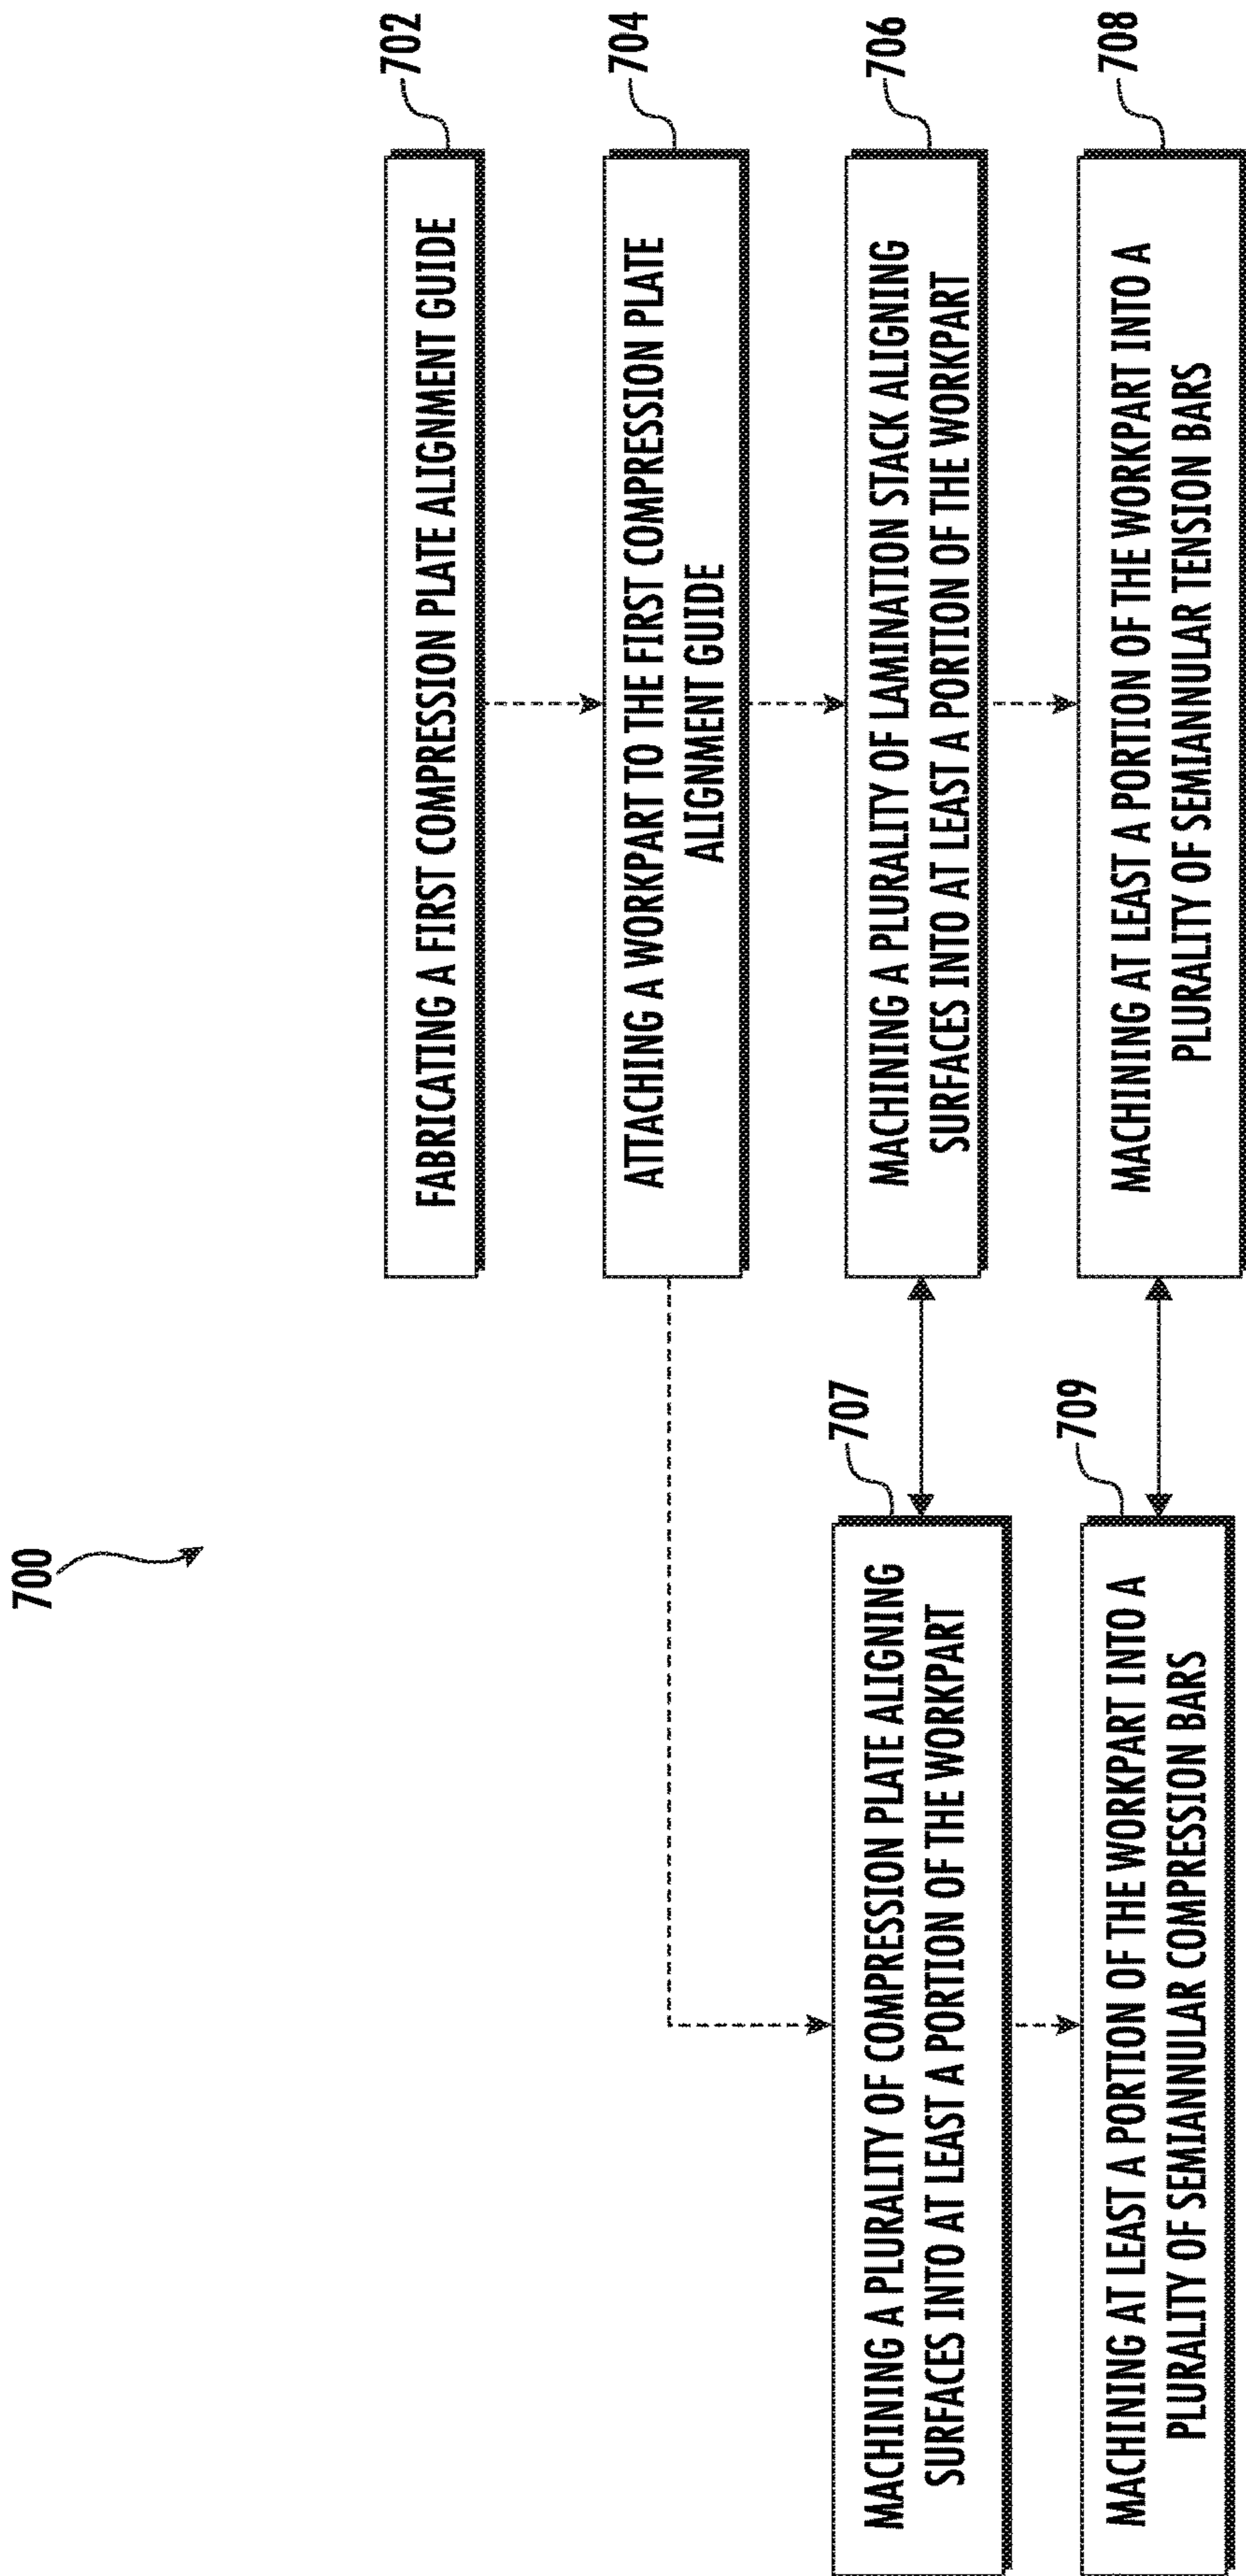 700
702
FABRICATING A FIRST COMPRESSION PLATE ALIGNMENT GUIDE
704
ATTACHING A WORKPART TO THE FIRST COMPRESSION PLATE
ALIGNMENT GUIDE
706
MACHINING A PLURALITY OF LAMINATION STACK ALIGNING
SURFACES INTO AT LEAST A PORTION OF THE WORKPART
707
MACHINING A PLURALITY OF COMPRESSION PLATE ALIGNING
SURFACES INTO AT LEAST A PORTION OF THE WORKPART
708
MACHINING AT LEAST A PORTION OF THE WORKPART INTO A
PLURALITY OF SEMIANNULAR TENSION BARS
709
MACHINING AT LEAST A PORTION OF THE WORKPART INTO A
PLURALITY OF SEMIANNULAR COMPRESSION BARS